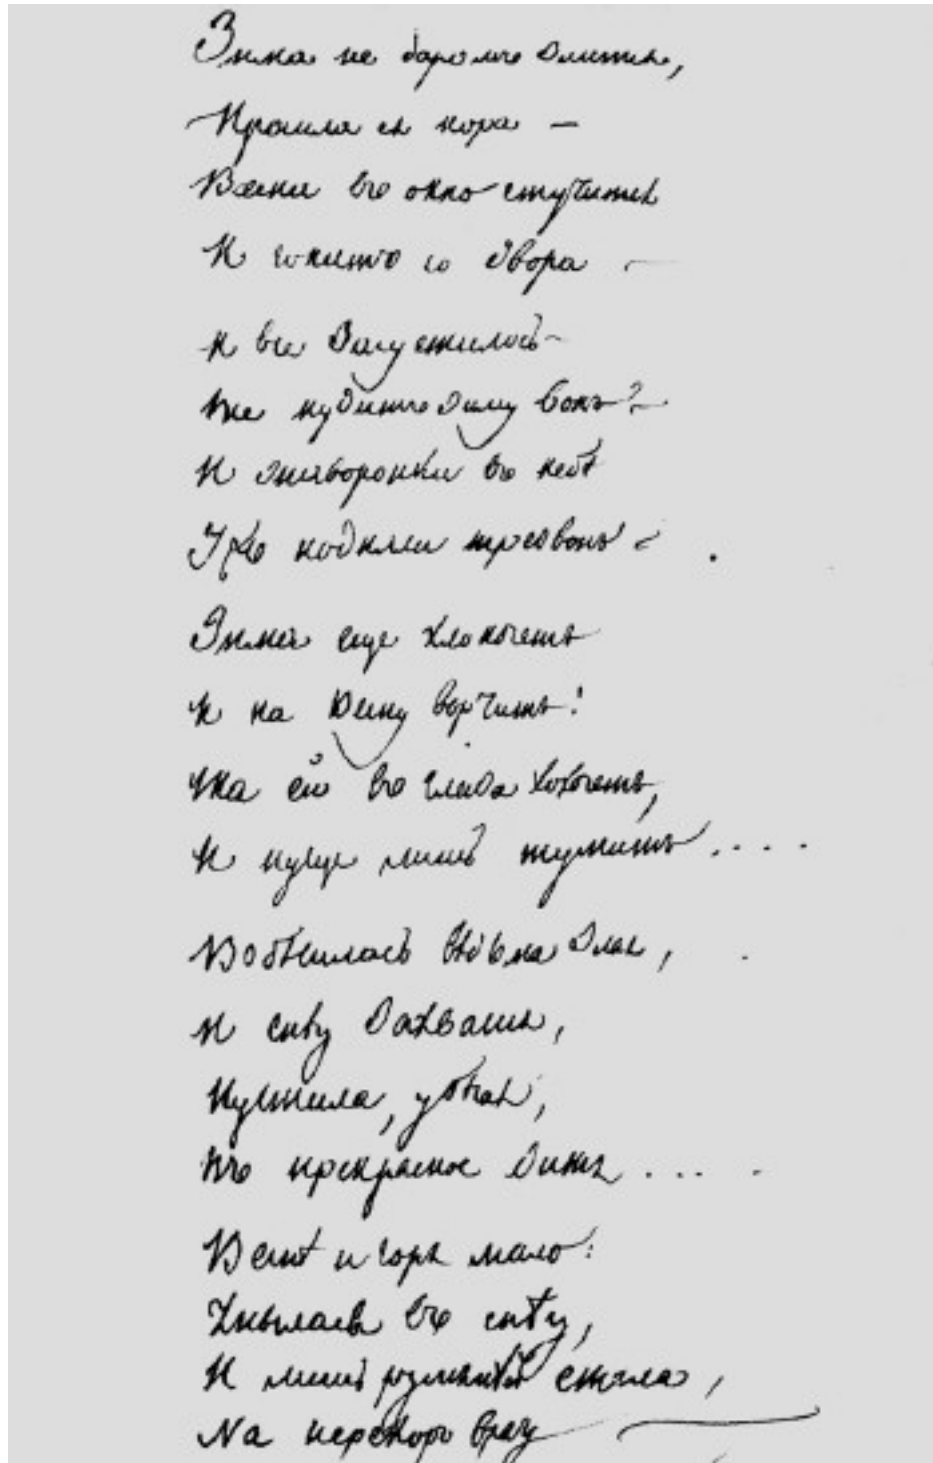 Зима не даромъ злится,
Прошла ея пора —
Весна въ окно стучится
И гонитъ со двора —
И все засуетилось —
Все нудитъ зиму вонъ —
И жаворонки въ небѣ
Ужъ подняли трезвонъ —.
Зима еще хлопочетъ
И на Весну ворчитъ!
Та ей въ глаза хохочетъ,
И пуще лишь шумитъ....
Взбѣсилась вѣдьма злая,
И снѣгу захватя,
Пустила, убѣгая,
Въ прекрасное дитя....
Веснѣ и горя мало:
Умылася въ снѣгу,
И лишь румянѣй стала,
На перекоръ врагу —